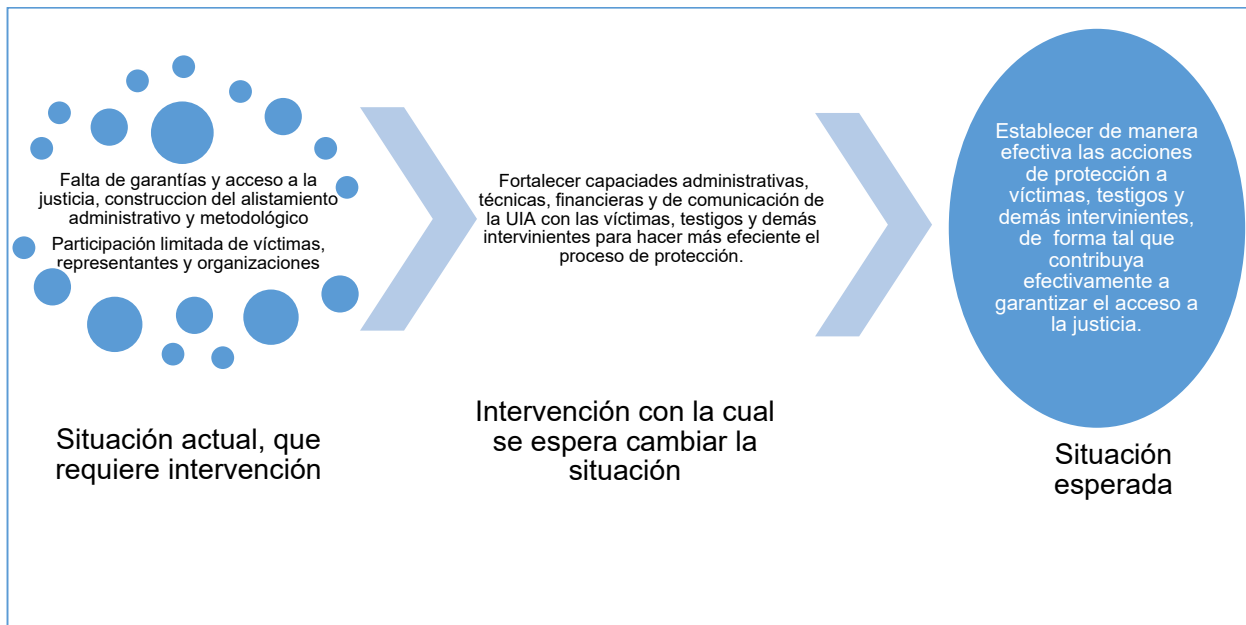 Falta de garantías y acceso a la
justicia, construccion del alistamiento
administrativo y metodológico
Participación limitada de víctimas,
representantes y organizaciones
Situación actual, que
requiere intervención
Fortalecer capaciades administrativas,
técnicas, financieras y de comunicación de
la UIA con las víctimas, testigos y demás
intervinientes para hacer más efeciente el
proceso de protección.
Intervención con la cual
se espera cambiar la
situación
Establecer de manera
efectiva las acciones
de protección a
víctimas, testigos y
demás intervinientes,
de forma tal que
contribuya
efectivamente a
garantizar el acceso a
la justicia.
Situación
esperada